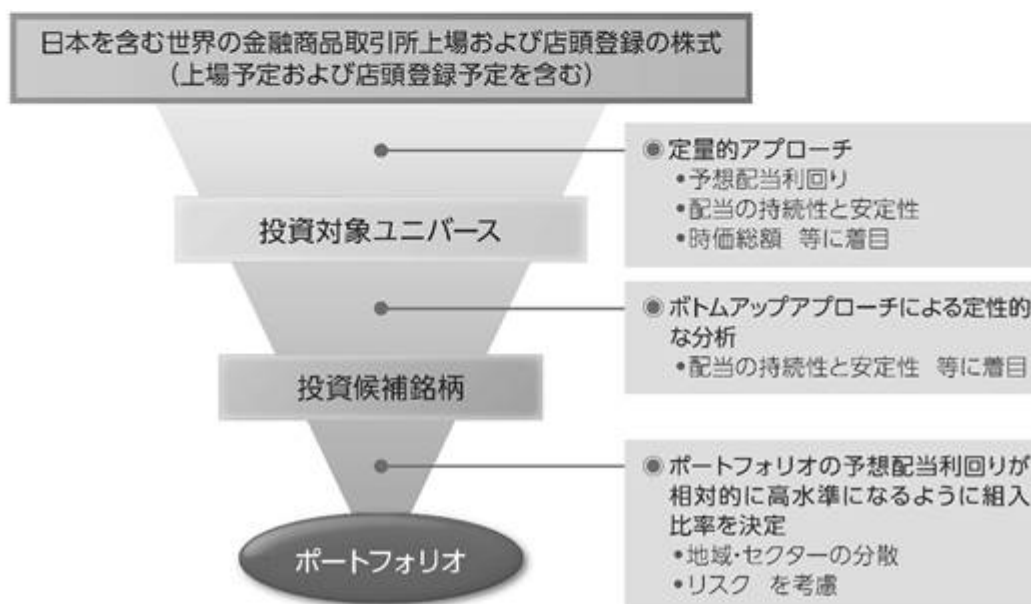 日本を含む世界の金融商品取引所上場および店頭登録の株式
（上場予定および店頭登録予定を含む）
◉定量的アプローチ
•予想配当利回り
•配当の持続性と安定性
•時価総額 等に着目
投資対象ユニバース
◉ボトムアップアプローチによる定性的
な分析
•配当の持続性と安定性 等に着目
投資候補銘柄
◉ポートフォリオの予想配当利回りが
相対的に高水準になるように組入
比率を決定
•地域・セクターの分散
•リスク を考慮
ポートフォリオ